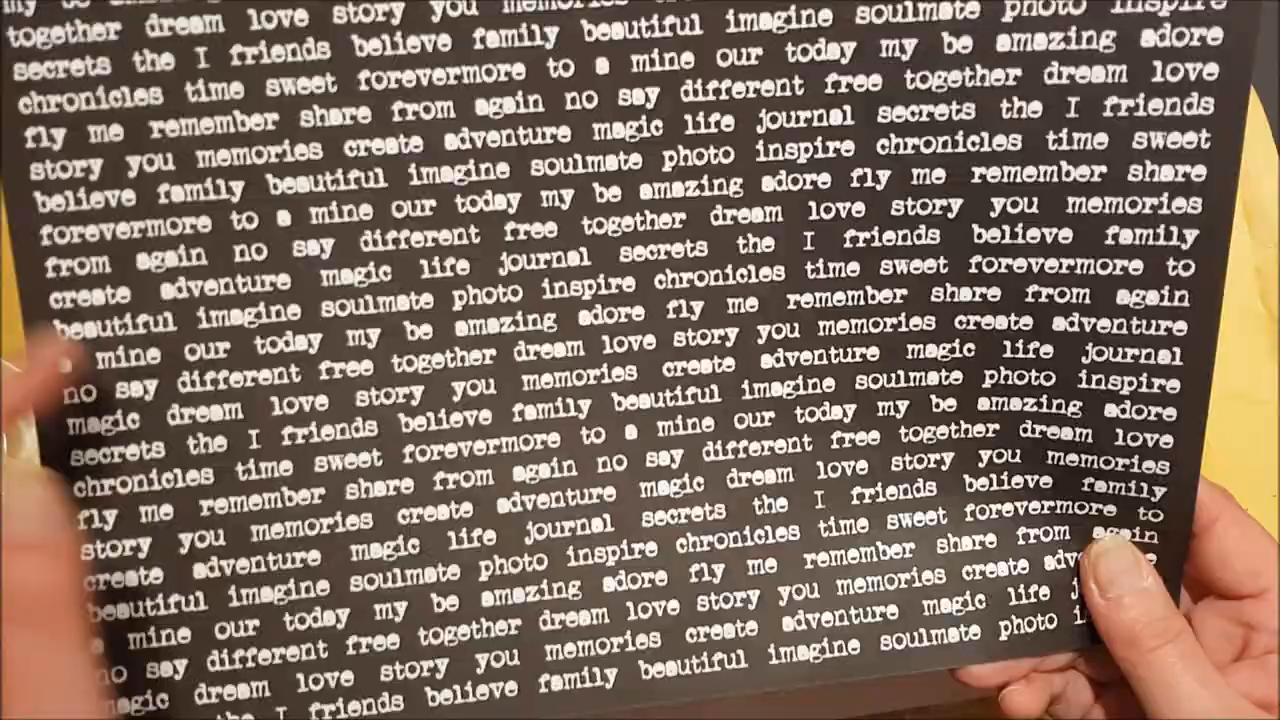 my be
together dream love story you memories
secrets the I friends believe family beautiful imagine soulmate photo inspire
chronicles time sweet forevermore to a mine our today my be amazing adore
fly me remember share from again no say different free together dream love
story you memories create adventure magic life journal secrets the I friends
believe family beautiful imagine soulmate photo inspire chronicles time sweet
forevermore to a mine our today my be amazing adore fly me remember share
from again no say different free together dream love story you memories
create adventure magic life journal secrets the I friends believe family
beautiful imagine soulmate photo inspire chronicles time sweet forevermore to
a mine our today my be amazing adore fly me remember share from again
no say different free together dream love story you memories create adventure
magic dream love story you memories create adventure magic life journal
secrets the I friends believe family beautiful imagine soulmate photo inspire
chronicles time sweet forevermore to a mine our today my be amazing adore
fly me remember share from again no say different free together dream love
story you memories create adventure magic dream love story you memories
create adventure magic life journal secrets the I friends believe family
beautiful imagine soulmate photo inspire chronicles time sweet forevermore to
a mine our today my be amazing adore fly me remember share from again
no say different free together dream love story you memories create
magic dream love story you memories create adventure magic life
the I friends believe family beautiful imagine soulmate photo